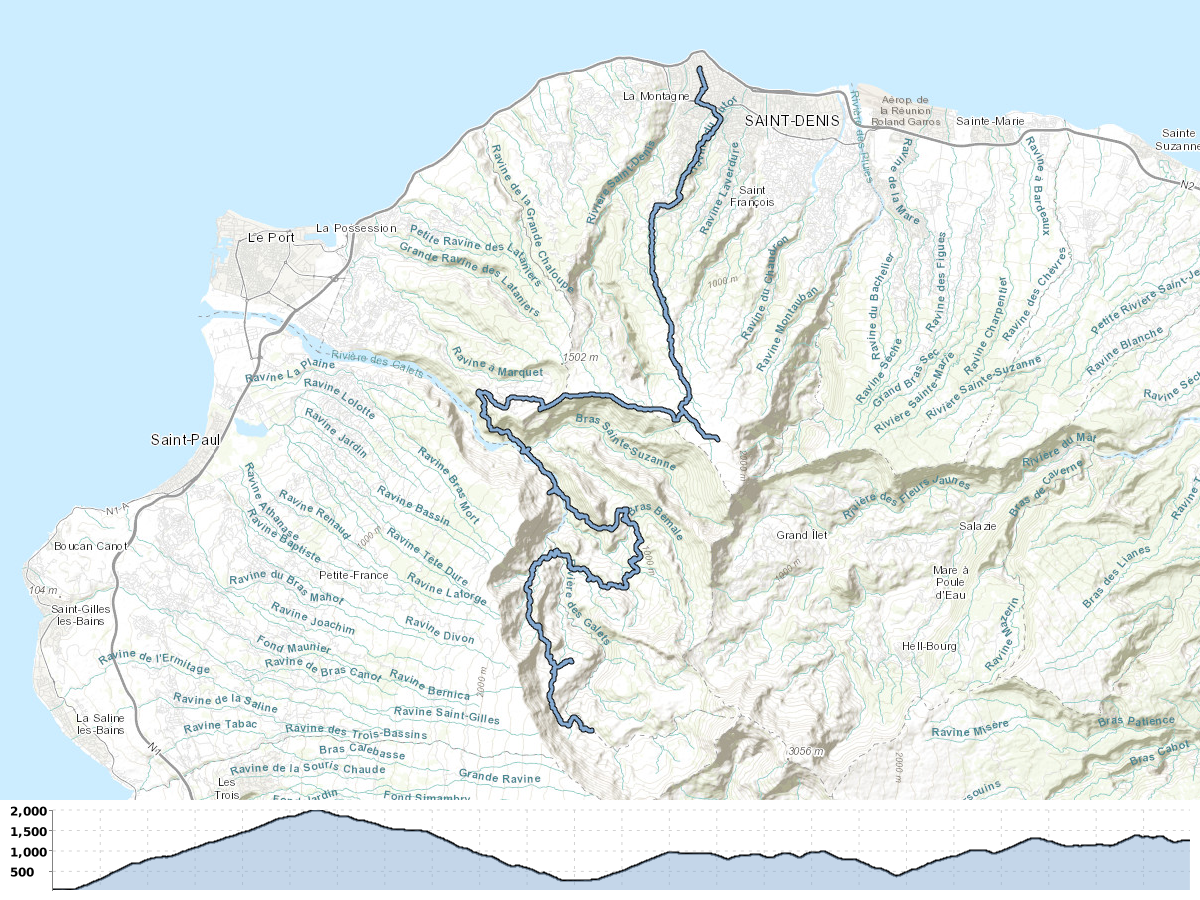 La Montagne
SAINT-DENIS
Aérop. de
la Réunion
Roland Garros
Sainte-Marie
Sainte
Suzanne
N2
Rivière des Pluies
Rivière Saint-Denis
Ravine de la Grande Chaloupe
Ravine Laverdure
Saint
François
Ravine de la Mare
Ravine à Bardeaux
La Possession
Le Port
Petite Ravine des Lataniers
Grande Ravine des Lataniers
1000 m
Ravine du Chaudron
Ravine Montauban
Ravine du Bachelier
Ravine des Figues
Ravine Charpentier
Ravine des Chèvres
Petite Rivière Saint-Je
Ravine Blanche
Ravine Sèche
Grand Bras Sec
Rivière Sainte-Marie
Rivière Sainte-Suzanne
Ravine Sèch
Rivière des Galets
Ravine à Marquet
1502 m
Ravine La Plaine
Ravine Lolotte
Ravine Jardin
Saint-Paul
Ravine Bras Mort
Bras Sainte-Suzanne
2000 m
Rivière du Mât
Bras de Caverne
Rivière des Fleurs Jaunes
Ravine T
N1A
Ravine Athanase
Ravine Renaud
Ravine Baptiste
Ravine Bassin
1000 m
Ravine Tête Dure
Bras Bémale
1000 m
Grand Îlet
Salazie
Boucan Canot
Petite-France
Ravine Latorge
Mare à
Poule
d'Eau
1000 m
Bras des Lianes
104 m
Saint-Gilles
les-Bains
Ravine du Bras Mahot
Ravine Joachim
Ravine Divon
Rivière des Galets
Ravine Mazerin
Hell-Bourg
Fond Maunier
Ravine de l'Ermitage
Ravine de Bras Canot
Ravine Bernica
2000 m
Ravine de la Saline
Ravine Saint-Gilles
La Saline
les-Bains
Ravine Tabac
Ravine des Trois-Bassins
Bras Calebasse
N1
Ravine de la Souris Chaude
Grande Ravine
Les
Trois
Fond Jardin
Fond Simambry
3056 m
2000 m
Ravine Misère
Bras Patience
Bras Cabot
2,000
1,500
1,000
500